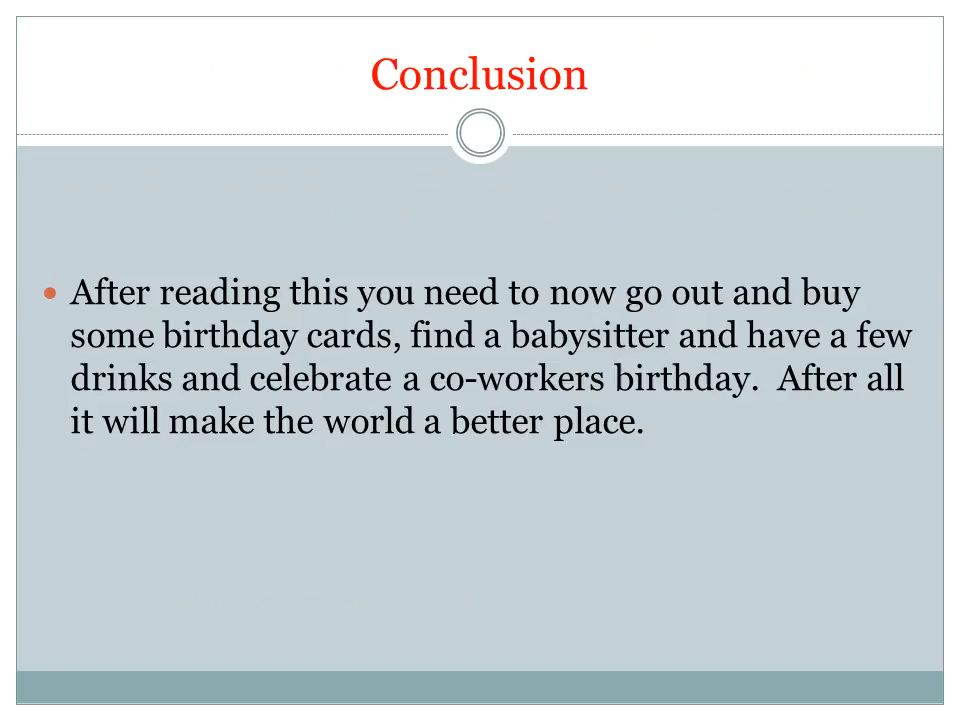 Conclusion
• After reading this you need to now go out and buy
some birthday cards, find a babysitter and have a few
drinks and celebrate a co-workers birthday.  After all
it will make the world a better place.